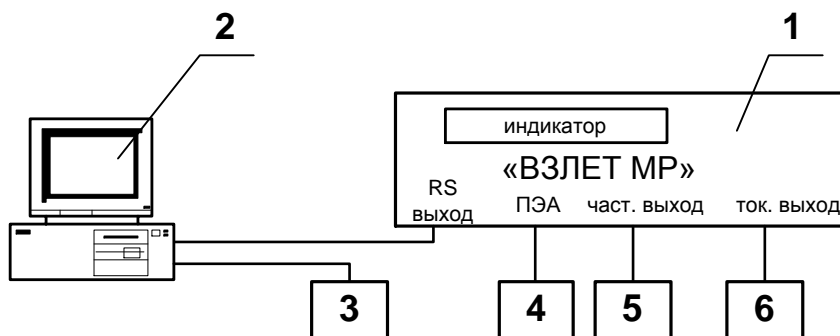 2
1
индикатор
«ВЗЛЕТ МР»
RS
выход
ПЭА
част. выход
ток. выход
3
4
5
6